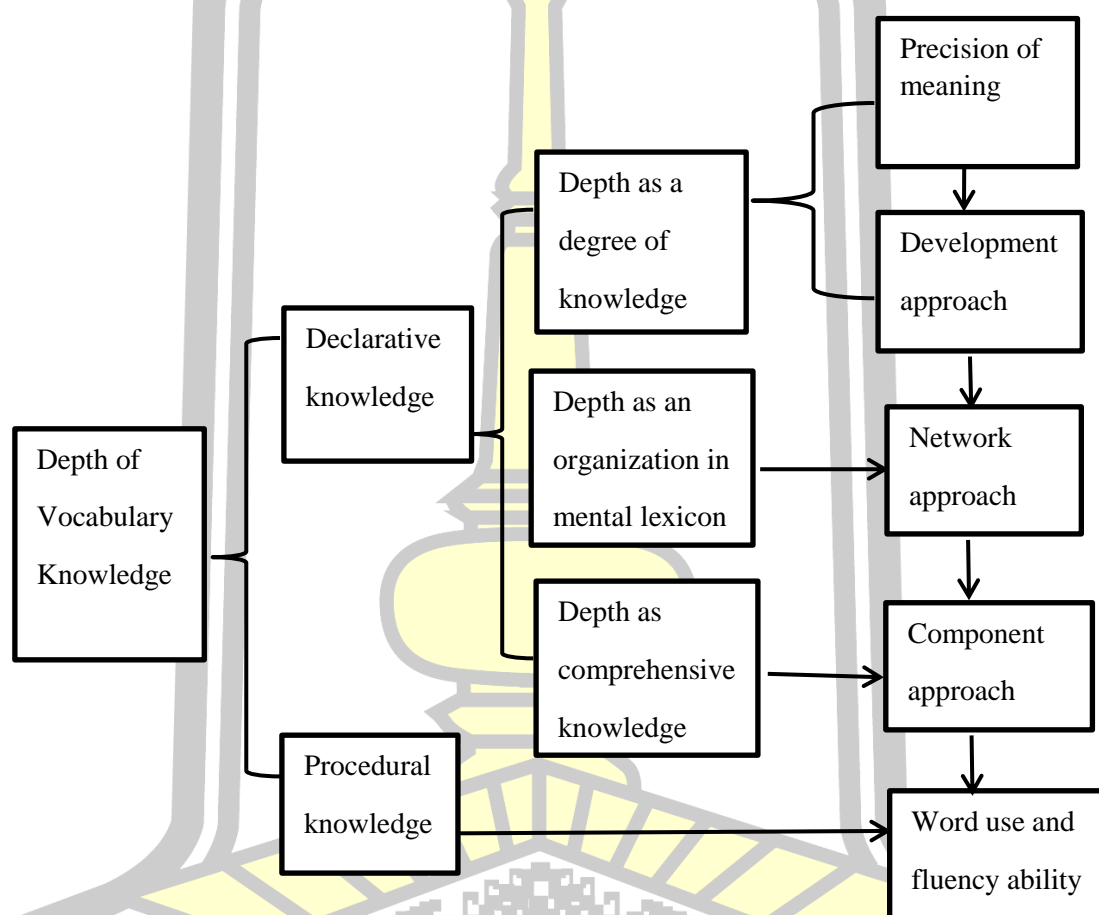 Depth of
Vocabulary
Knowledge
Declarative
knowledge
Procedural
knowledge
Depth as a
degree of
knowledge
Depth as an
organization in
mental lexicon
Depth as
comprehensive
knowledge
Precision of
meaning
Development
approach
Network
approach
Component
approach
Word use and
fluency ability